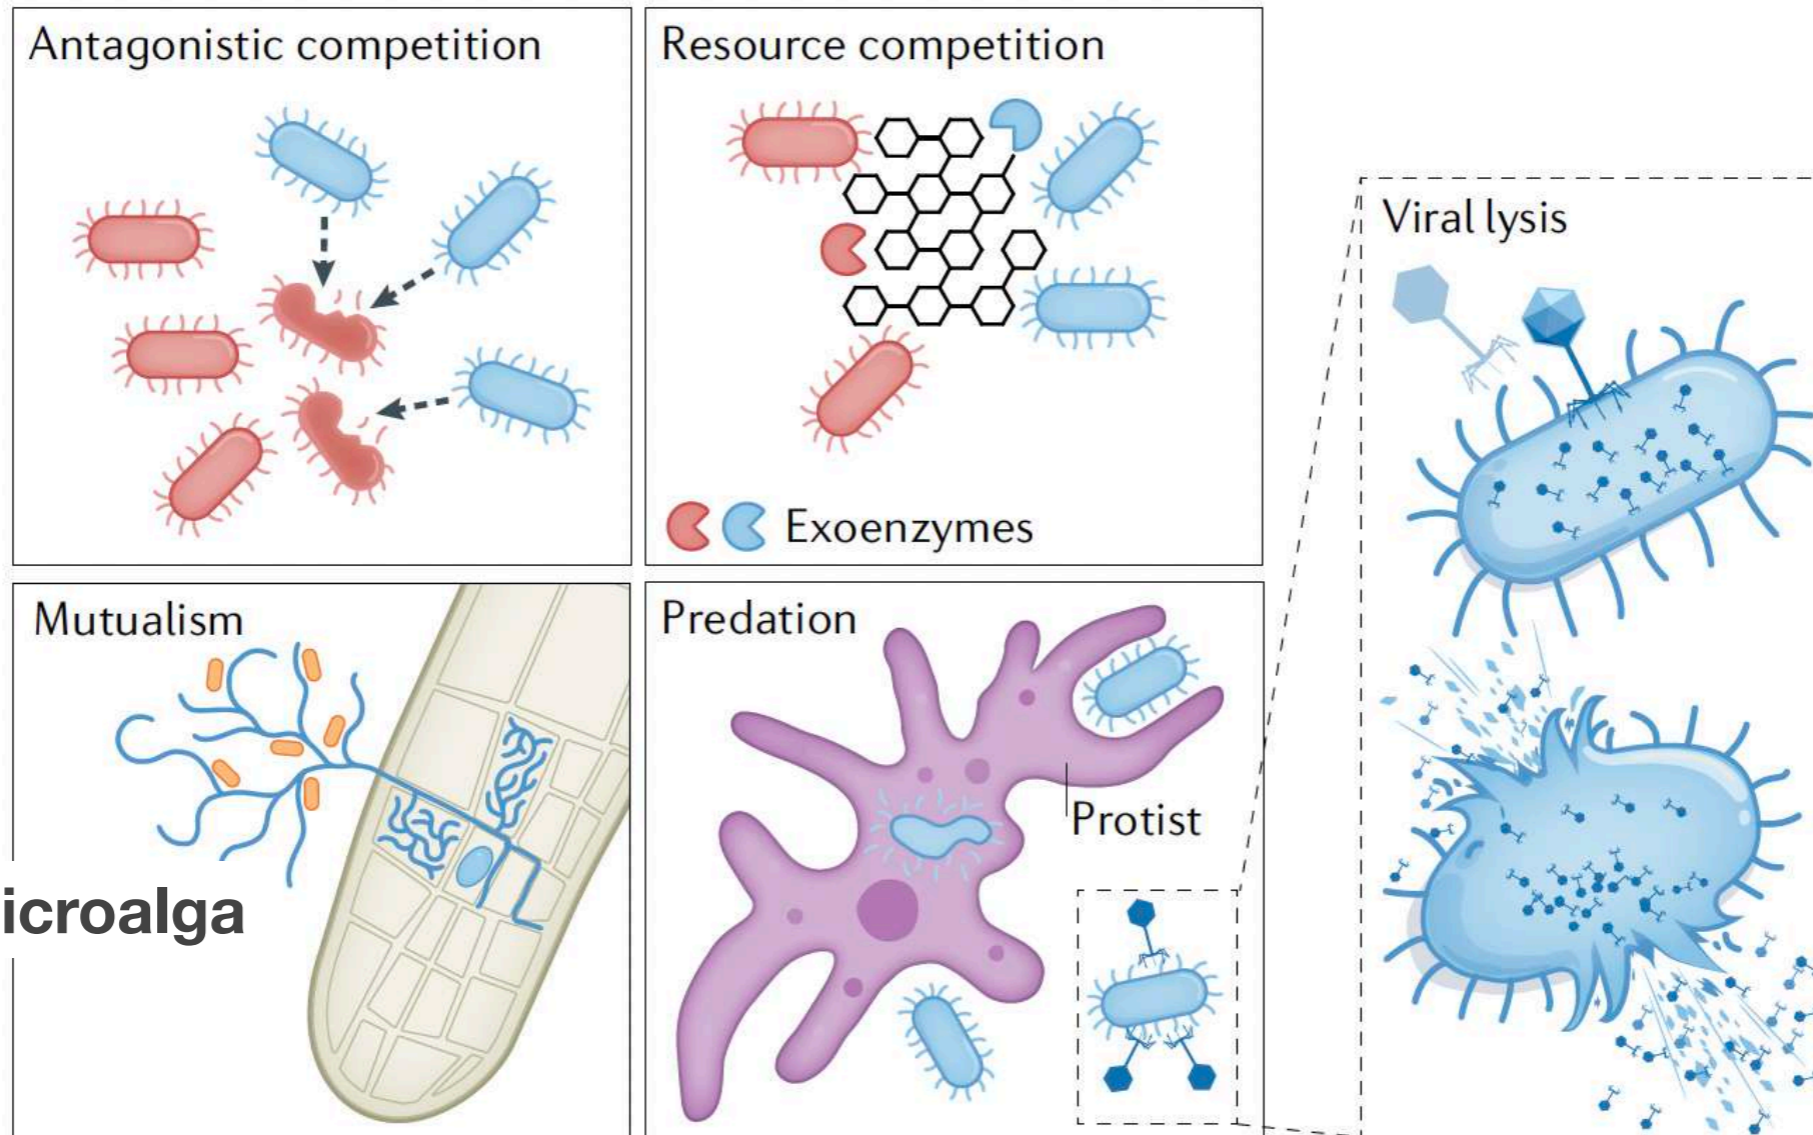 Antagonistic competition
Resource competition
Exoenzymes
Viral lysis
Mutualism
Predation
Protist
icroalga